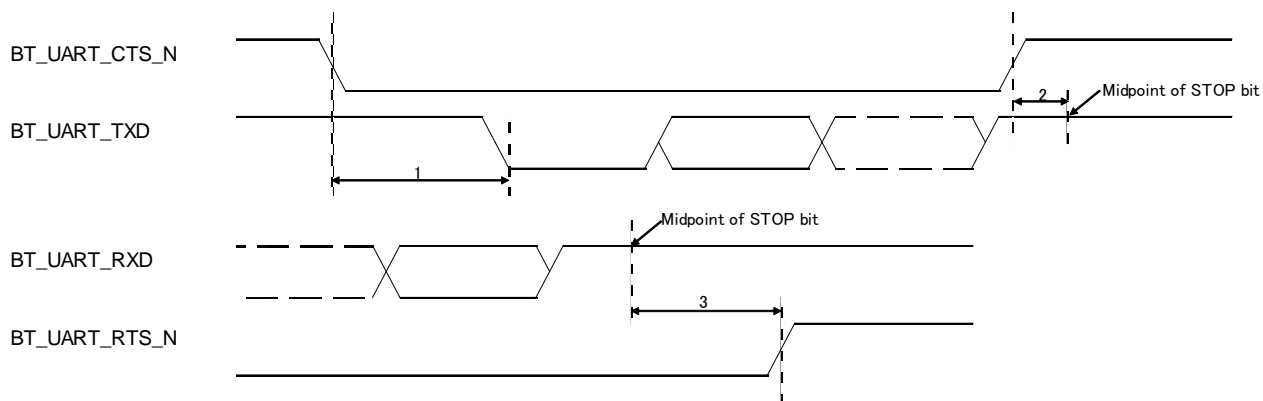 BT_UART_CTS_N
2
Midpoint of STOP bit
BT_UART_TXD
1
Midpoint of STOP bit
BT_UART_RXD
3
BT_UART_RTS_N